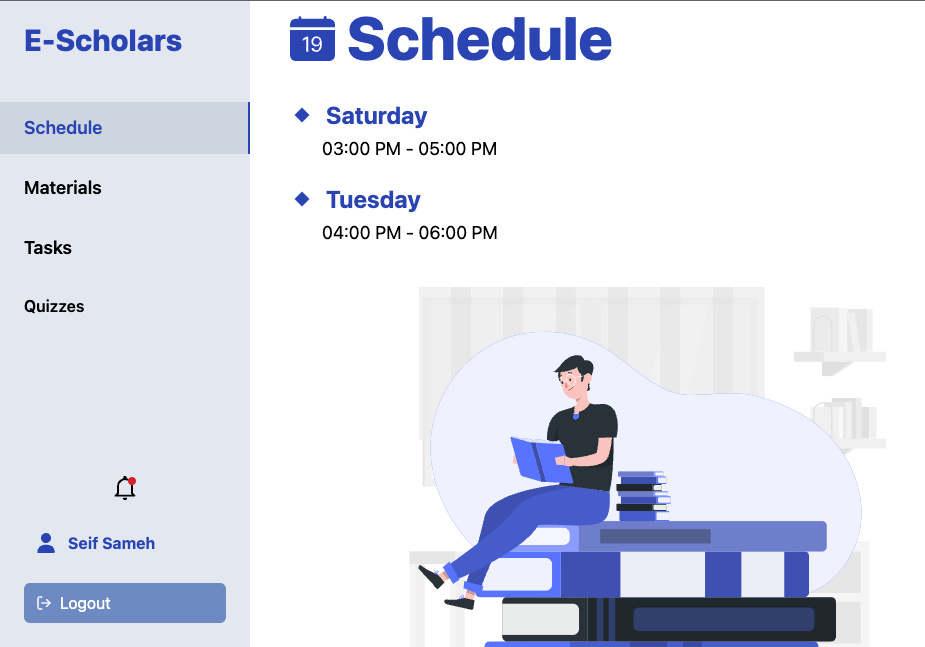 E-Scholars
Schedule
Materials
Tasks
Quizzes
Seif Sameh
Logout
19 Schedule
Saturday
03:00 PM - 05:00 PM
Tuesday
04:00 PM - 06:00 PM